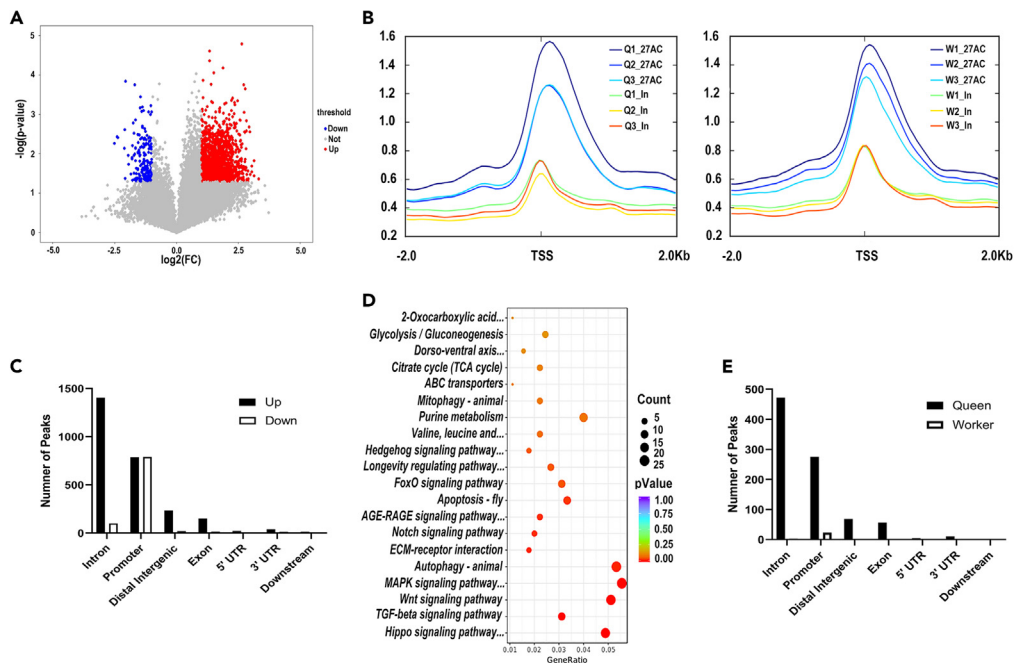 A
5
4
3
2
1
0
-log(p-value)
-5.0
-2.5
0.0
2.5
5.0
log2(FC)
threshold
Down
Not
Up
B
1.6
1.4
1.2
1.0
0.8
0.6
0.4
0.2
-2.0
TSS
2.0Kb
Q1_27AC
Q2_27AC
Q3_27AC
Q1_In
Q2_In
Q3_In
1.6
1.4
1.2
1.0
0.8
0.6
0.4
0.2
-2.0
TSS
2.0Kb
W1_27AC
W2_27AC
W3_27AC
W1_In
W2_In
W3_In
C
1500
1000
500
0
Numner of Peaks
Up
Down
Intron
Promoter
Distal Intergenic
Exon
5' UTR
3' UTR
Downstream
D
2-Oxocarboxylic acid...
Glycolysis / Gluconeogenesis
Dorso-ventral axis...
Citrate cycle (TCA cycle)
ABC transporters
Mitophagy - animal
Purine metabolism
Valine, leucine and...
Hedgehog signaling pathway...
Longevity regulating pathway...
FoxO signaling pathway
Apoptosis - fly
AGE-RAGE signaling pathway...
Notch signaling pathway
ECM-receptor interaction
Autophagy - animal
MAPK signaling pathway...
Wnt signaling pathway
TGF-beta signaling pathway
Hippo signaling pathway...
0.01
0.02
0.03
0.04
0.05
GeneRatio
Count
5
10
15
20
25
pValue
1.00
0.75
0.50
0.25
0.00
E
500
400
300
200
100
0
Numner of Peaks
Queen
Worker
Intron
Promoter
Distal Intergenic
Exon
5' UTR
3' UTR
Downstream